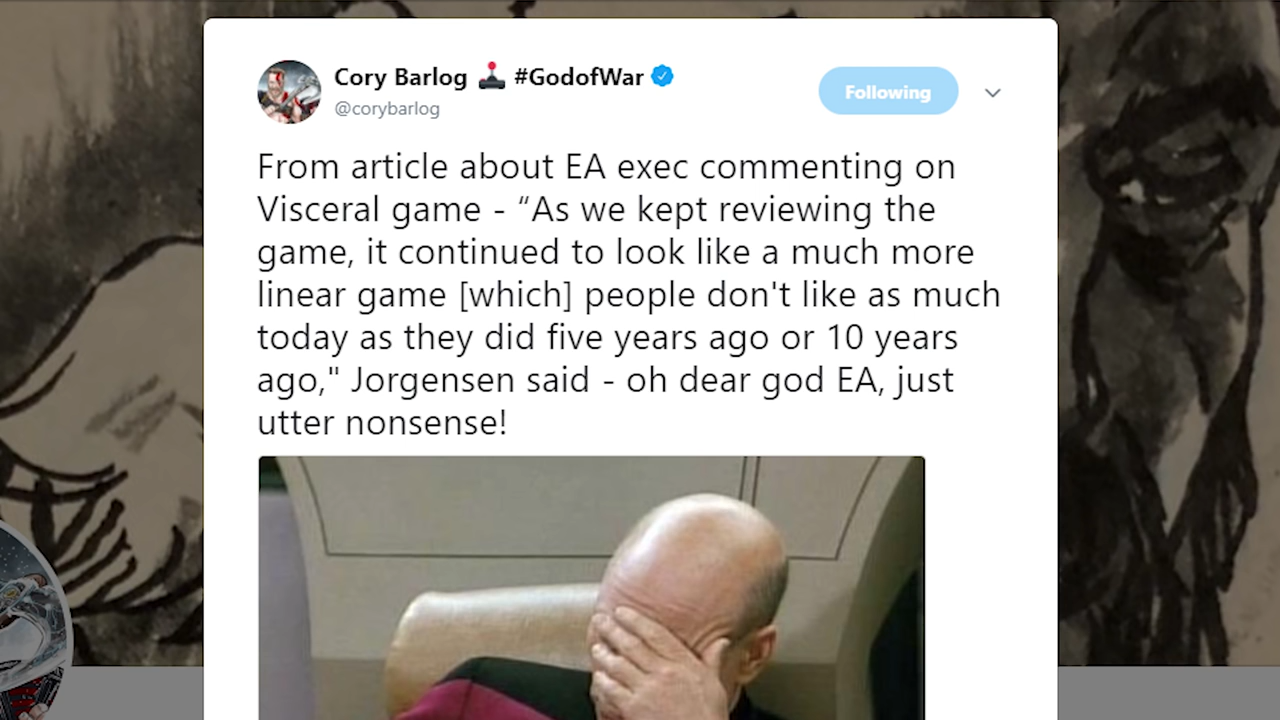 Cory Barlog 🕹️ #GodofWar
@corybarlog
Following
From article about EA exec commenting on
Visceral game - “As we kept reviewing the
game, it continued to look like a much more
linear game [which] people don't like as much
today as they did five years ago or 10 years
ago," Jorgensen said - oh dear god EA, just
utter nonsense!